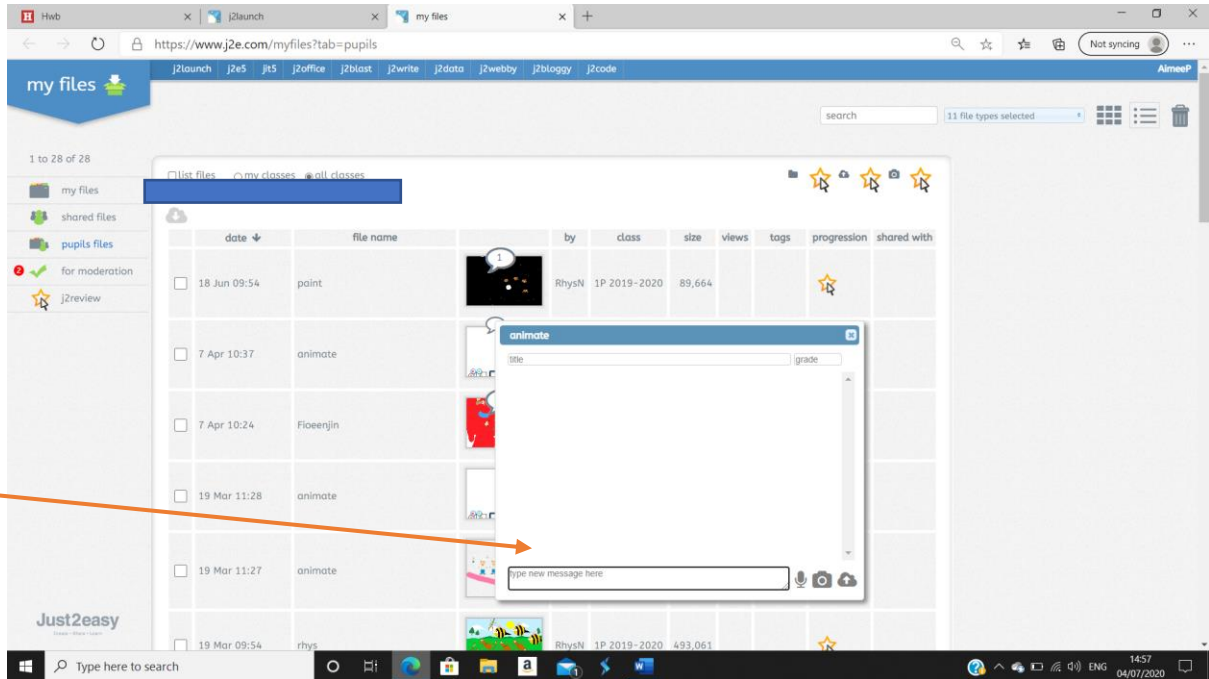 Hwb j2launch my files
https://www.j2e.com/myfiles?tab=pupils Not syncing
j2launch j2e5 jit5 j2office j2blast j2write j2data j2webby j2bloggy j2code AimeeP
my files
search 11 file types selected
1 to 28 of 28
list files my classes all classes
my files
shared files
pupils files
for moderation
2
j2review
date file name by class size views tags progression shared with
1
18 Jun 09:54 paint RhysN 1P 2019-2020 89,664
animate
title grade
7 Apr 10:37 animate
7 Apr 10:24 Fioeenjin
19 Mar 11:28 animate
19 Mar 11:27 animate
type new message here
19 Mar 09:54 rhys RhysN 1P 2019-2020 493,061
Just2easy
Type here to search a 1 ENG 14:57
04/07/2020